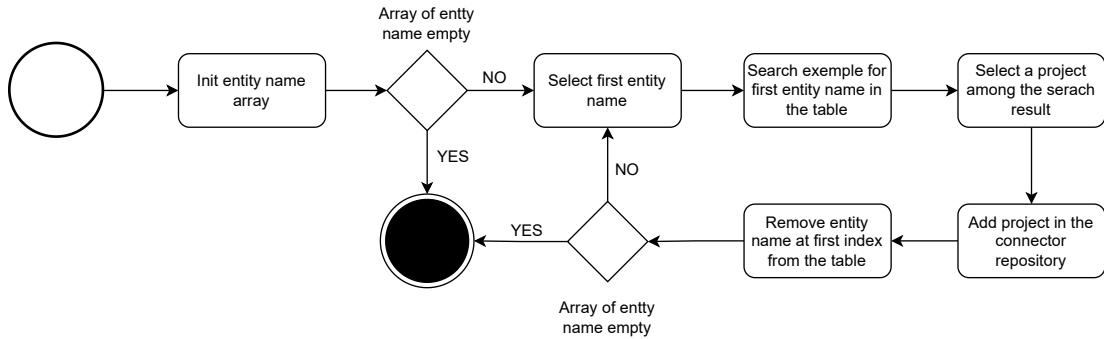 Array of entty
name empty
Init entity name
array
NO
Select first entity
name
Search exemple for
first entity name in
the table
Select a project
among the serach
result
YES
NO
YES
Remove entity
name at first index
from the table
Add project in the
connector
repository
Array of entty
name empty